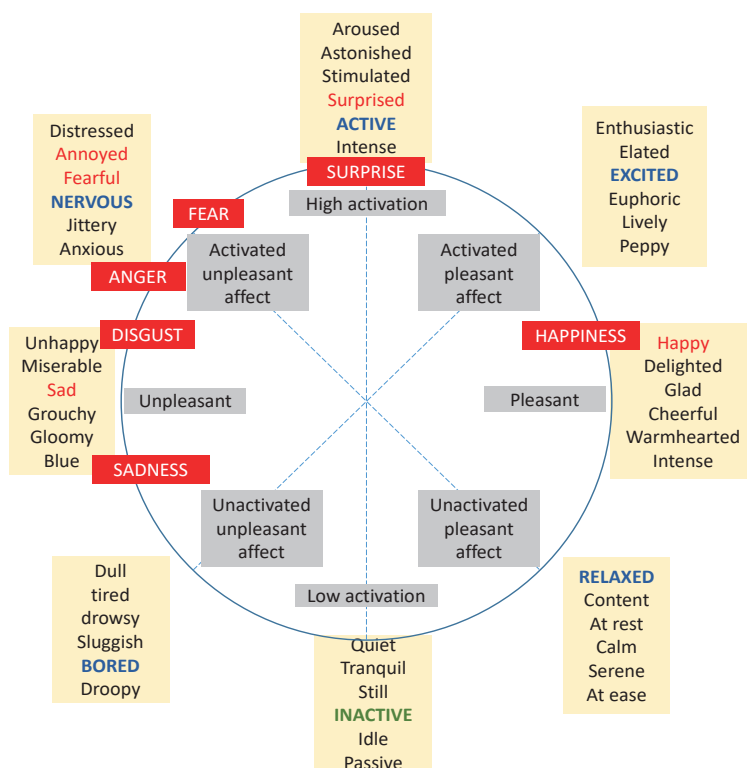 Aroused
Astonished
Stimulated
Surprised
ACTIVE
Intense
SURPRISE
High activation
Distressed
Annoyed
Fearful
NERVOUS
Jittery
Anxious
FEAR
ANGER
DISGUST
Activated
unpleasant
affect
Activated
pleasant
affect
Enthusiastic
Elated
EXCITED
Euphoric
Lively
Peppy
HAPPINESS
Happy
Delighted
Glad
Cheerful
Warmhearted
Intense
Unhappy
Miserable
Sad
Grouchy
Gloomy
Blue
Unpleasant
Pleasant
SADNESS
Unactivated
unpleasant
affect
Unactivated
pleasant
affect
Low activation
Dull
tired
drowsy
Sluggish
BORED
Droopy
Quiet
Tranquil
Still
INACTIVE
Idle
Passive
RELAXED
Content
At rest
Calm
Serene
At ease